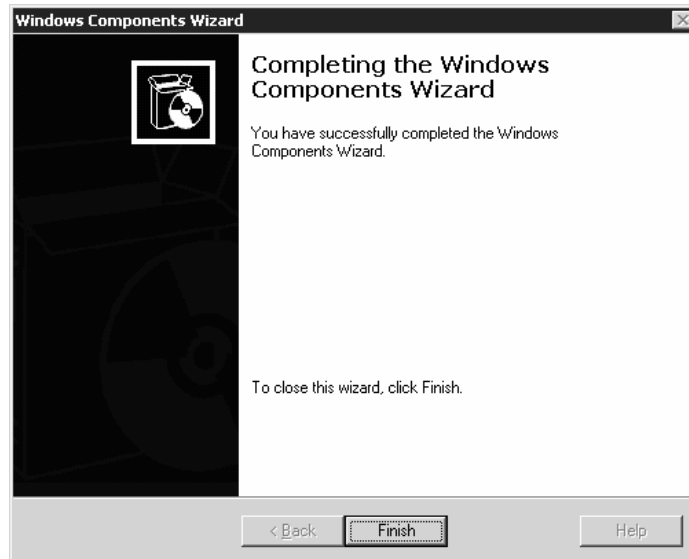 Windows Components Wizard
Completing the Windows
Components Wizard
You have successfully completed the Windows
Components Wizard.
To close this wizard, click Finish.
< Back
Finish
Help